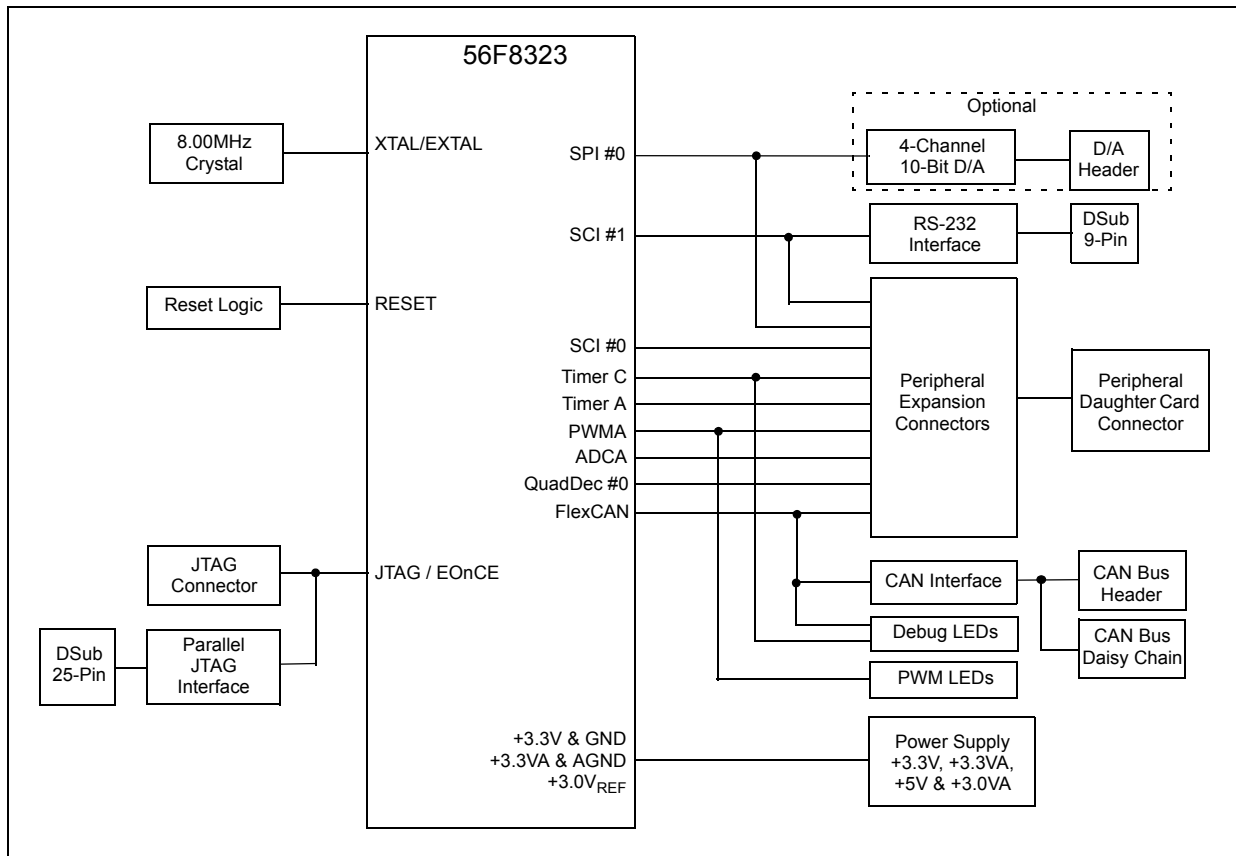 56F8323
8.00MHz
Crystal
XTAL/EXTAL
Reset Logic
RESET
JTAG
Connector
JTAG / EOnCE
DSub
25-Pin
Parallel
JTAG
Interface
SPI #0
SCI #1
SCI #0
Timer C
Timer A
PWMA
ADCA
QuadDec #0
FlexCAN
+3.3V & GND
+3.3VA & AGND
+3.0VREF
Optional
4-Channel
10-Bit D/A
D/A
Header
RS-232
Interface
DSub
9-Pin
Peripheral
Expansion
Connectors
Peripheral
Daughter Card
Connector
CAN Interface
CAN Bus
Header
CAN Bus
Daisy Chain
Debug LEDs
PWM LEDs
Power Supply
+3.3V, +3.3VA,
+5V & +3.0VA